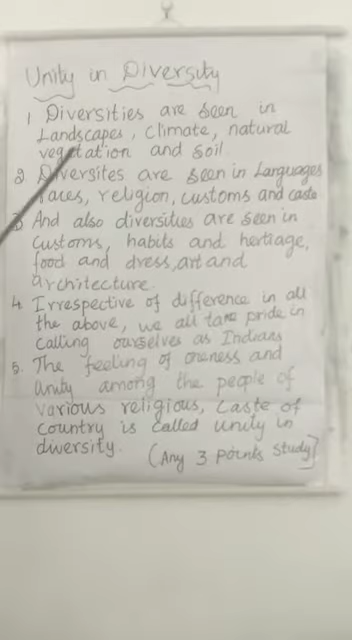 Unity in Diversity
1 Diversities are seen in
Landscapes, climate, natural
vegetation and soil.
2 Diversites are seen in Languages
races, religion, customs and caste
3 And also diversities are seen in
customs, habits and hertiage,
food and dress, art and
architecture.
4. Irrespective of difference in all
the above, we all take pride in
calling ourselves as Indians
5. The feeling of oneness and
unity among the people of
various religious, caste of
country is called unity in
diversity.
(Any 3 points study)